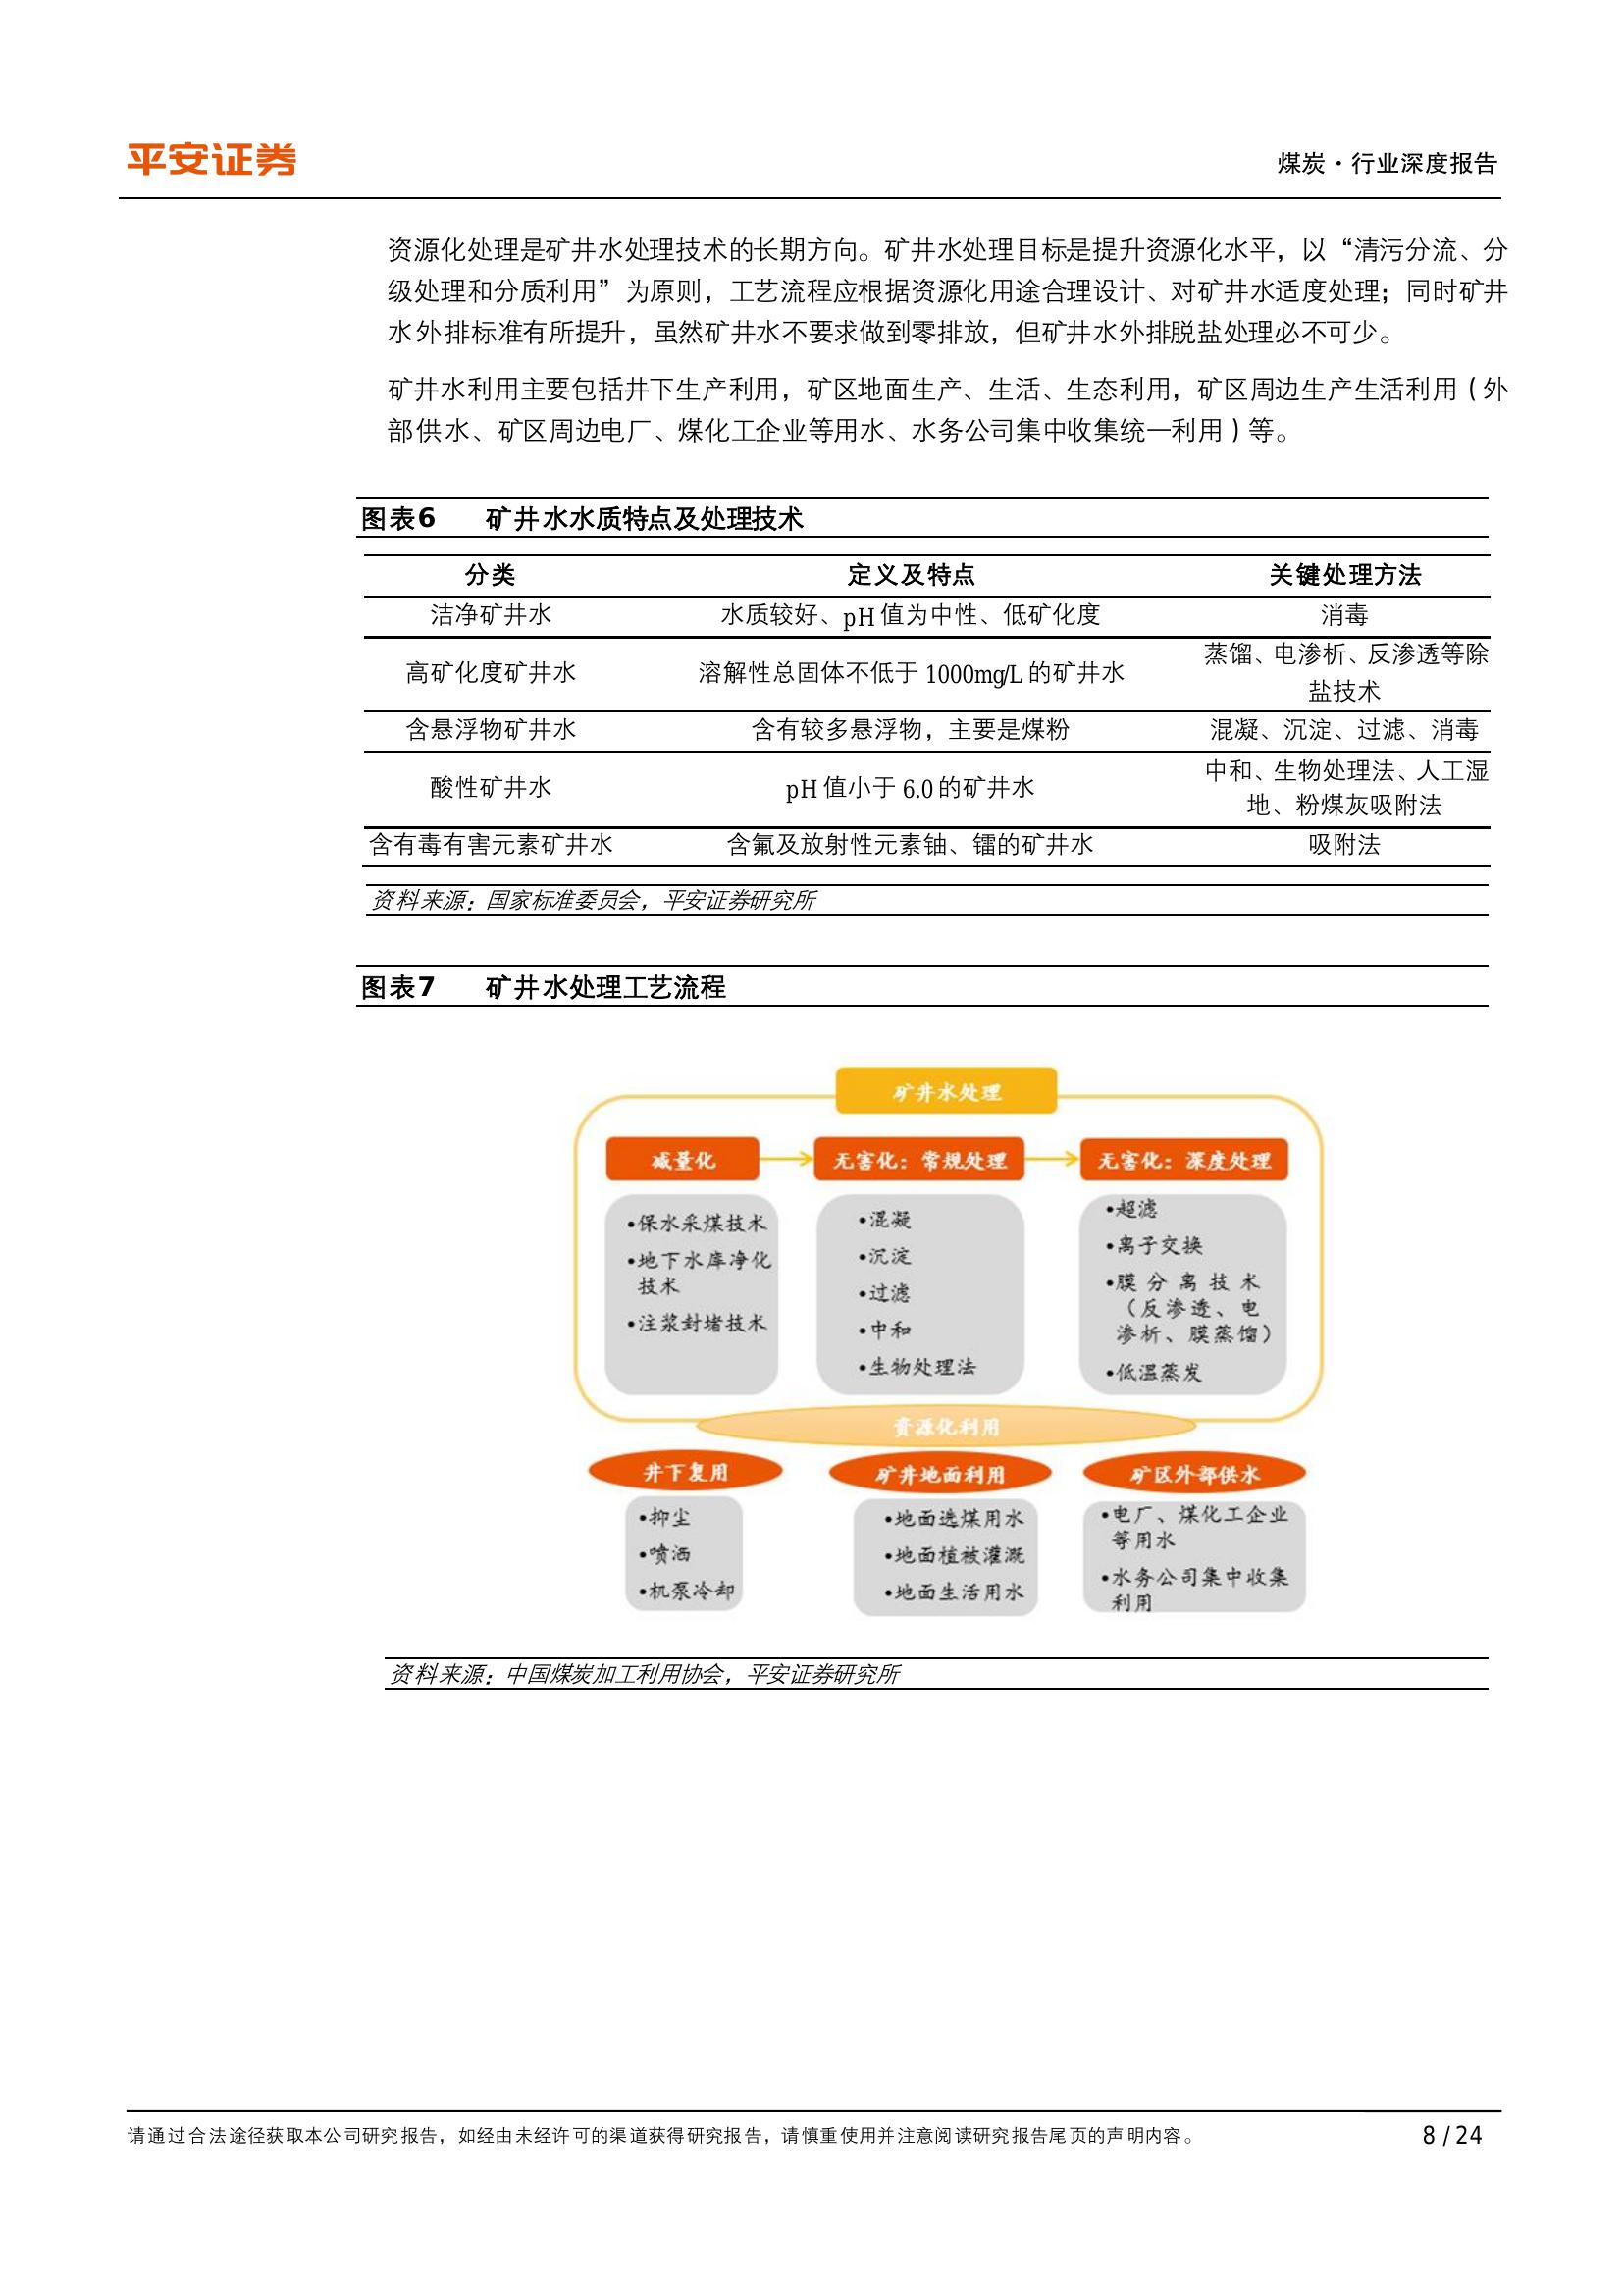 平安证券
煤炭·行业深度报告
资源化处理是矿井水处理技术的长期方向。矿井水处理目标是提升资源化水平，以“清污分流、分
级处理和分质利用”为原则，工艺流程应根据资源化用途合理设计、对矿井水适度处理；同时矿井
水外排标准有所提升，虽然矿井水不要求做到零排放，但矿井水外排脱盐处理必不可少。
矿井水利用主要包括井下生产利用，矿区地面生产、生活、生态利用，矿区周边生产生活利用（外
部供水、矿区周边电厂、煤化工企业等用水、水务公司集中收集统一利用）等。
图表6 矿井水水质特点及处理技术
分类 定义及特点 关键处理方法
洁净矿井水 水质较好、pH 值为中性、低矿化度 消毒
高矿化度矿井水 溶解性总固体不低于 1000mg/L 的矿井水 蒸馏、电渗析、反渗透等除
盐技术
含悬浮物矿井水 含有较多悬浮物，主要是煤粉 混凝、沉淀、过滤、消毒
酸性矿井水 pH 值小于 6.0 的矿井水 中和、生物处理法、人工湿
地、粉煤灰吸附法
含有毒有害元素矿井水 含氟及放射性元素铀、镭的矿井水 吸附法
资料来源：国家标准委员会，平安证券研究所
图表7 矿井水处理工艺流程
矿井水处理
减量化
•保水采煤技术
•地下水库净化
技术
•注浆封堵技术
无害化：常规处理
•混凝
•沉淀
•过滤
•中和
•生物处理法
无害化：深度处理
•超滤
•离子交换
•膜分离技术
（反渗透、电
渗析、膜蒸馏）
•低温蒸发
资源化利用
井下复用
•抑尘
•喷洒
•机泵冷却
矿井地面利用
•地面选煤用水
•地面植被灌溉
•地面生活用水
矿区外部供水
•电厂、煤化工企业
等用水
•水务公司集中收集
利用
资料来源：中国煤炭加工利用协会，平安证券研究所
请通过合法途径获取本公司研究报告，如经由未经许可的渠道获得研究报告，请慎重使用并注意阅读研究报告尾页的声明内容。
8 / 24